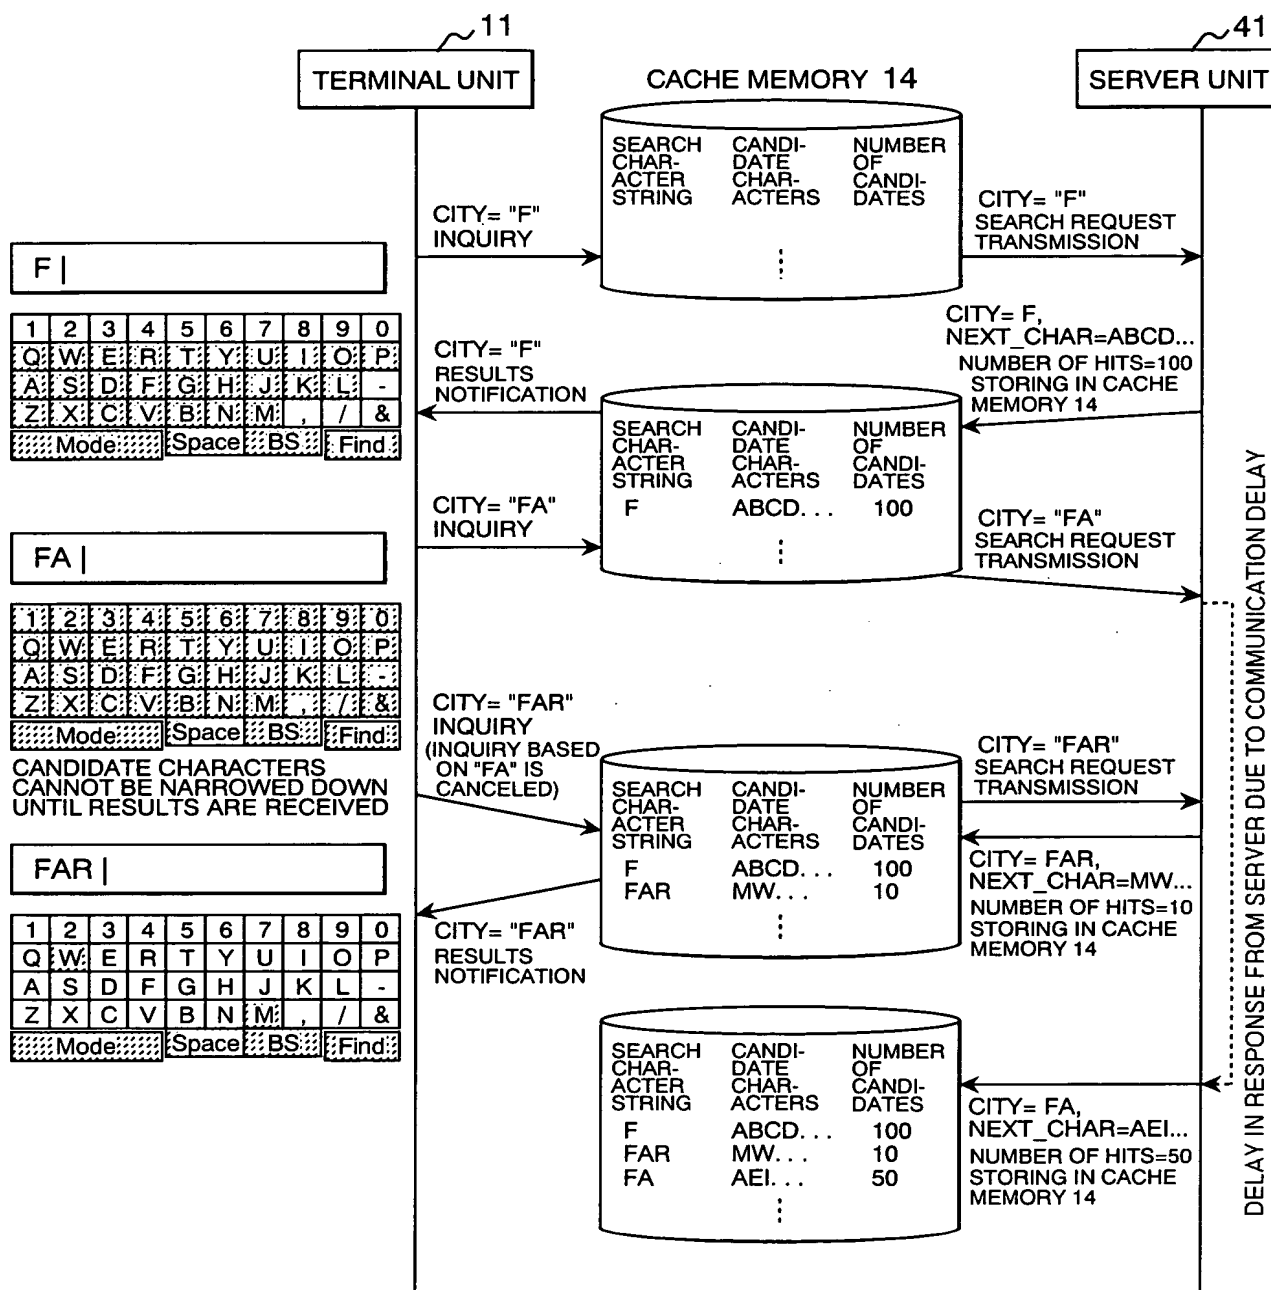 11
41
TERMINAL UNIT
CACHE MEMORY 14
SERVER UNIT
SEARCH CANDI- NUMBER
CHAR- DATE OF
ACTER CHAR- CANDI-
STRING ACTERS DATES
CITY= "F"
INQUIRY
CITY= "F"
SEARCH REQUEST
TRANSMISSION
F |
1 2 3 4 5 6 7 8 9 0
Q W E R T Y U I O P
A S D F G H J K L -
Z X C V B N M , / &
Mode Space BS Find
CITY= F,
NEXT_CHAR=ABCD...
NUMBER OF HITS=100
STORING IN CACHE
MEMORY 14
CITY= "F"
RESULTS
NOTIFICATION
SEARCH CANDI- NUMBER
CHAR- DATE OF
ACTER CHAR- CANDI-
STRING ACTERS DATES
F ABCD... 100
CITY= "FA"
INQUIRY
CITY= "FA"
SEARCH REQUEST
TRANSMISSION
FA |
1 2 3 4 5 6 7 8 9 0
Q W E R T Y U I O P
A S D F G H J K L -
Z X C V B N M , / &
Mode Space BS Find
CANDIDATE CHARACTERS
CANNOT BE NARROWED DOWN
UNTIL RESULTS ARE RECEIVED
CITY= "FAR"
INQUIRY
(INQUIRY BASED
ON "FA" IS
CANCELED)
SEARCH CANDI- NUMBER
CHAR- DATE OF
ACTER CHAR- CANDI-
STRING ACTERS DATES
F ABCD... 100
FAR MW... 10
CITY= "FAR"
SEARCH REQUEST
TRANSMISSION
CITY= FAR,
NEXT_CHAR=MW...
NUMBER OF HITS=10
STORING IN CACHE
MEMORY 14
FAR |
1 2 3 4 5 6 7 8 9 0
Q W E R T Y U I O P
A S D F G H J K L -
Z X C V B N M , / &
Mode Space BS Find
CITY= "FAR"
RESULTS
NOTIFICATION
SEARCH CANDI- NUMBER
CHAR- DATE OF
ACTER CHAR- CANDI-
STRING ACTERS DATES
F ABCD... 100
FAR MW... 10
FA AEI... 50
CITY= FA,
NEXT_CHAR=AEI...
NUMBER OF HITS=50
STORING IN CACHE
MEMORY 14
DELAY IN RESPONSE FROM SERVER DUE TO COMMUNICATION DELAY